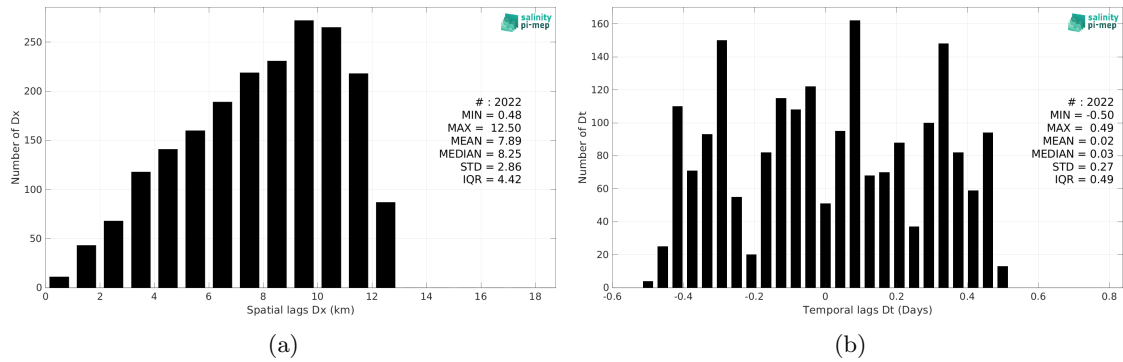 salinity
pi-mep
250
200
150
100
50
0
Number of Dx
# : 2022
MIN = 0.48
MAX = 12.50
MEAN = 7.89
MEDIAN = 8.25
STD = 2.86
IQR = 4.42
0 2 4 6 8 10 12 14 16 18
Spatial lags Dx (km)
(a)
salinity
pi-mep
160
140
120
100
80
60
40
20
0
Number of Dt
# : 2022
MIN = -0.50
MAX = 0.49
MEAN = 0.02
MEDIAN = 0.03
STD = 0.27
IQR = 0.49
-0.6 -0.4 -0.2 0 0.2 0.4 0.6 0.8
Temporal lags Dt (Days)
(b)